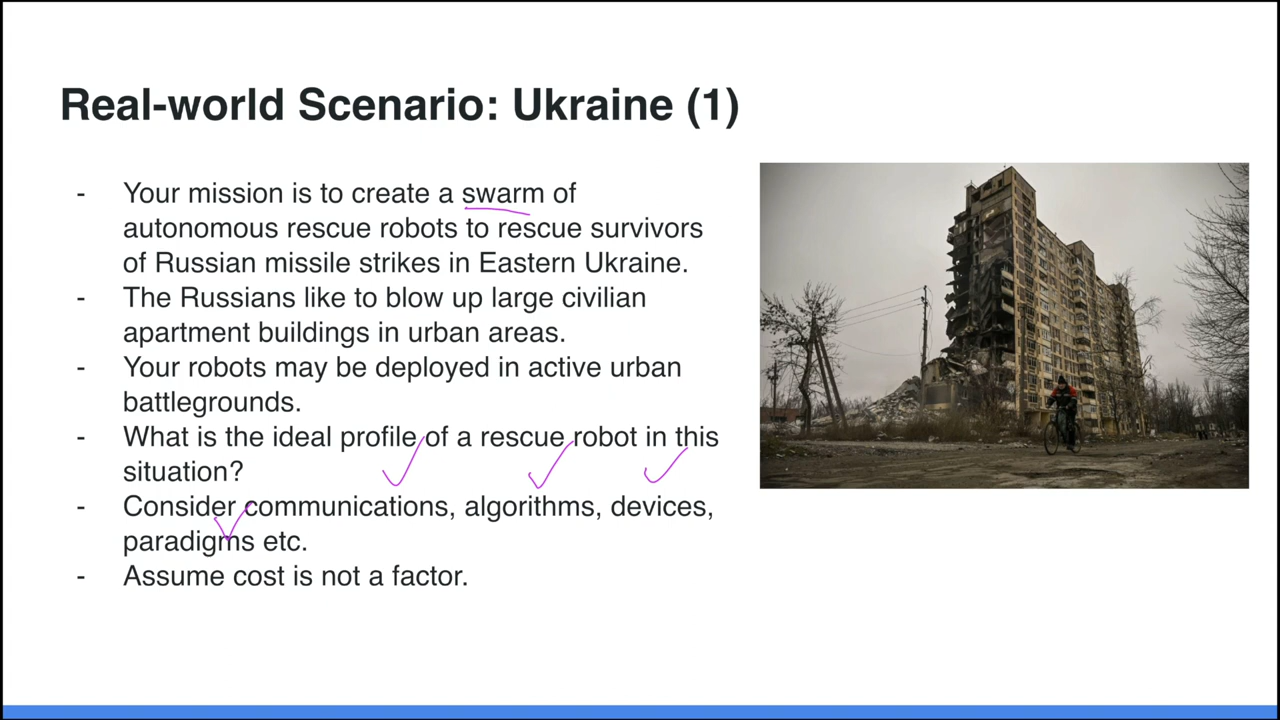 Real-world Scenario: Ukraine (1)
- Your mission is to create a swarm of
autonomous rescue robots to rescue survivors
of Russian missile strikes in Eastern Ukraine.
- The Russians like to blow up large civilian
apartment buildings in urban areas.
- Your robots may be deployed in active urban
battlegrounds.
- What is the ideal profile of a rescue robot in this
situation?
- Consider communications, algorithms, devices,
paradigms etc.
- Assume cost is not a factor.